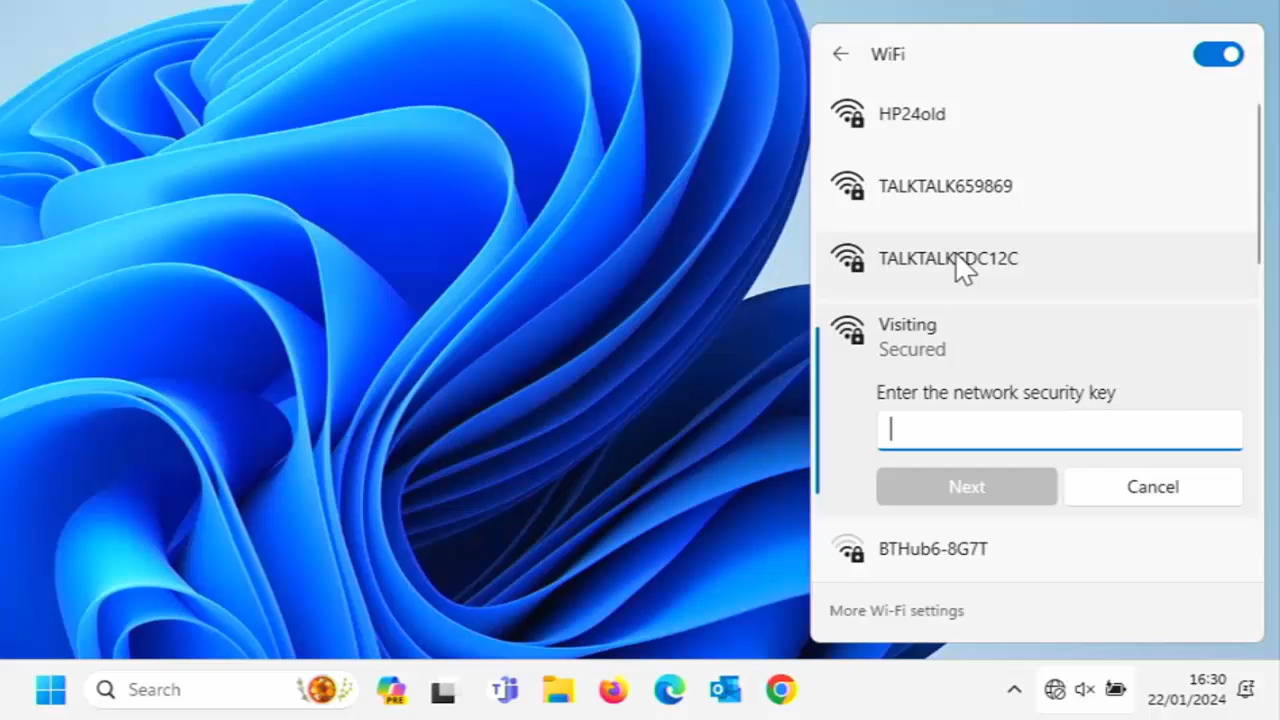 WiFi
HP24old
TALKTALK659869
Visiting
Secured
Enter the network security key
Next
Cancel
BTHub6-8G7T
More Wi-Fi settings
Search
PRE
16:30
22/01/2024